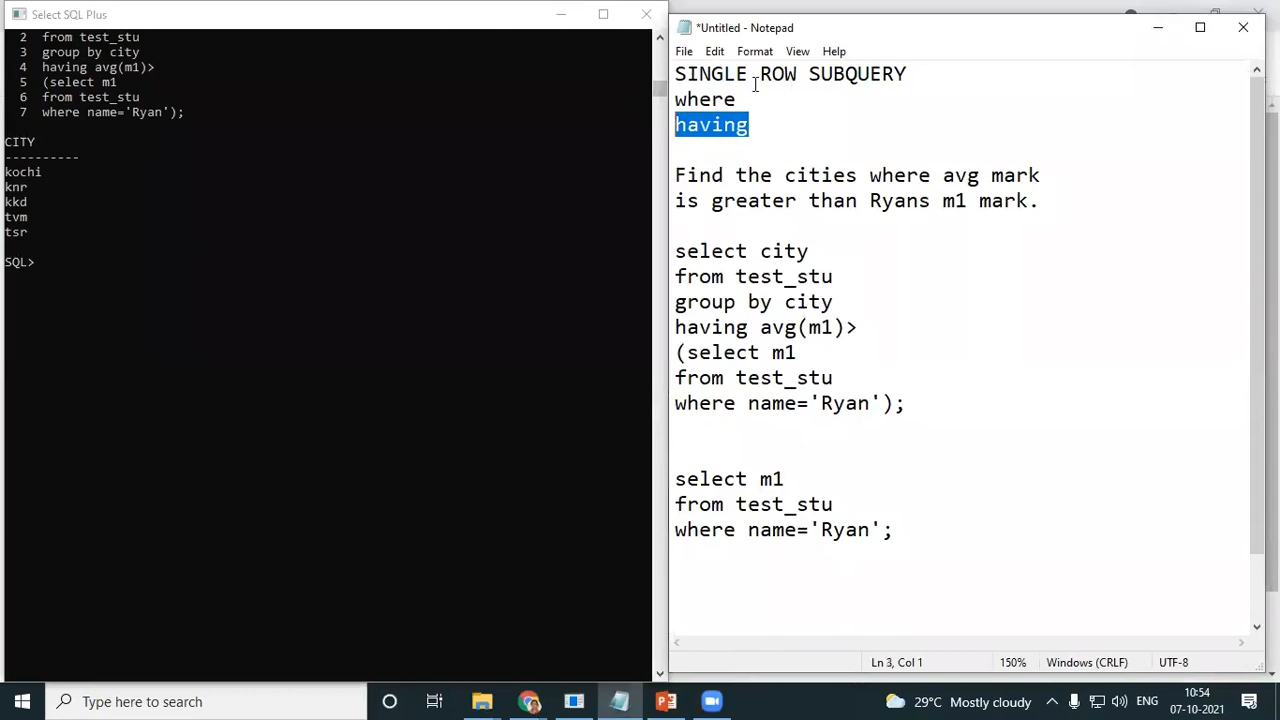 Select SQL Plus
2 from test_stu
3 group by city
4 having avg(m1)>
5 (select m1
6 from test_stu
7 where name='Ryan');
CITY
----------
kochi
knr
kkd
tvm
tsr
SQL>
*Untitled - Notepad
File Edit Format View Help
SINGLE ROW SUBQUERY
where
having
Find the cities where avg mark
is greater than Ryans m1 mark.
select city
from test_stu
group by city
having avg(m1)>
(select m1
from test_stu
where name='Ryan');
select m1
from test_stu
where name='Ryan';
Ln 3, Col 1 150% Windows (CRLF) UTF-8
Type here to search
29°C Mostly cloudy ENG 10:54
07-10-2021